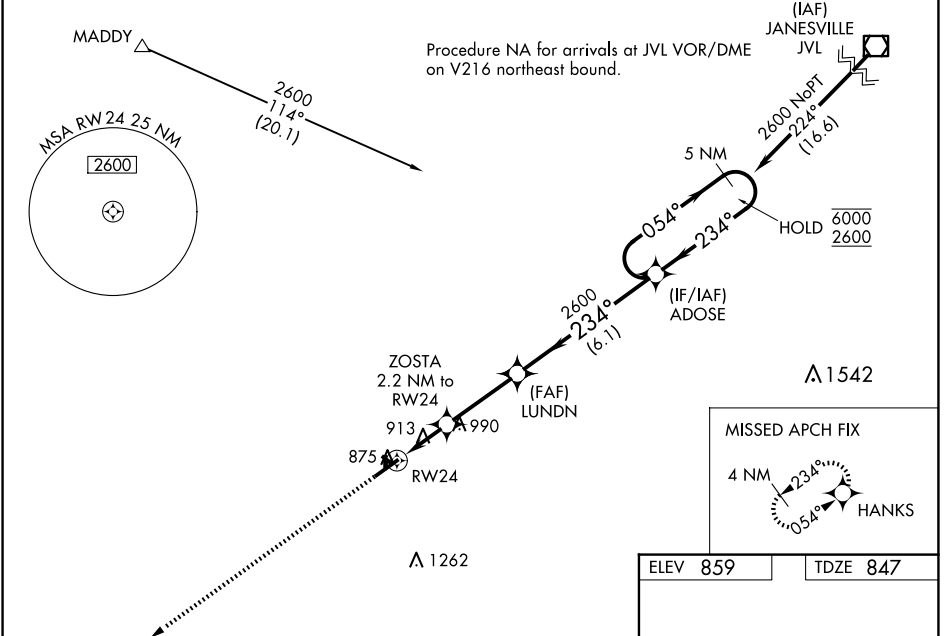 MADDY
2600
114°
(20.1)
Procedure NA for arrivals at JVL VOR/DME
on V216 northeast bound.
(IAF)
JANESVILLE
JVL
2600 NoPT
224°
(16.6)
MSA RW 24 25 NM
2600
5 NM
054°
234°
HOLD
6000
2600
(IF/IAF)
ADOSE
2600
234°
(6.1)
ZOSTA
2.2 NM to
RW24
(FAF)
LUNDN
1542
913
990
875
RW24
1262
MISSED APCH FIX
4 NM
234°
054°
HANKS
ELEV 859
TDZE 847